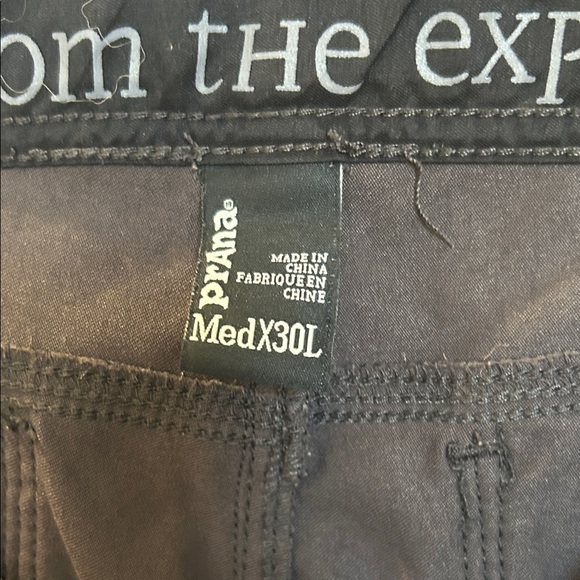 om tHe exp
prAna
MADE IN
CHINA
FABRIQUE EN
CHINE
MedX30L